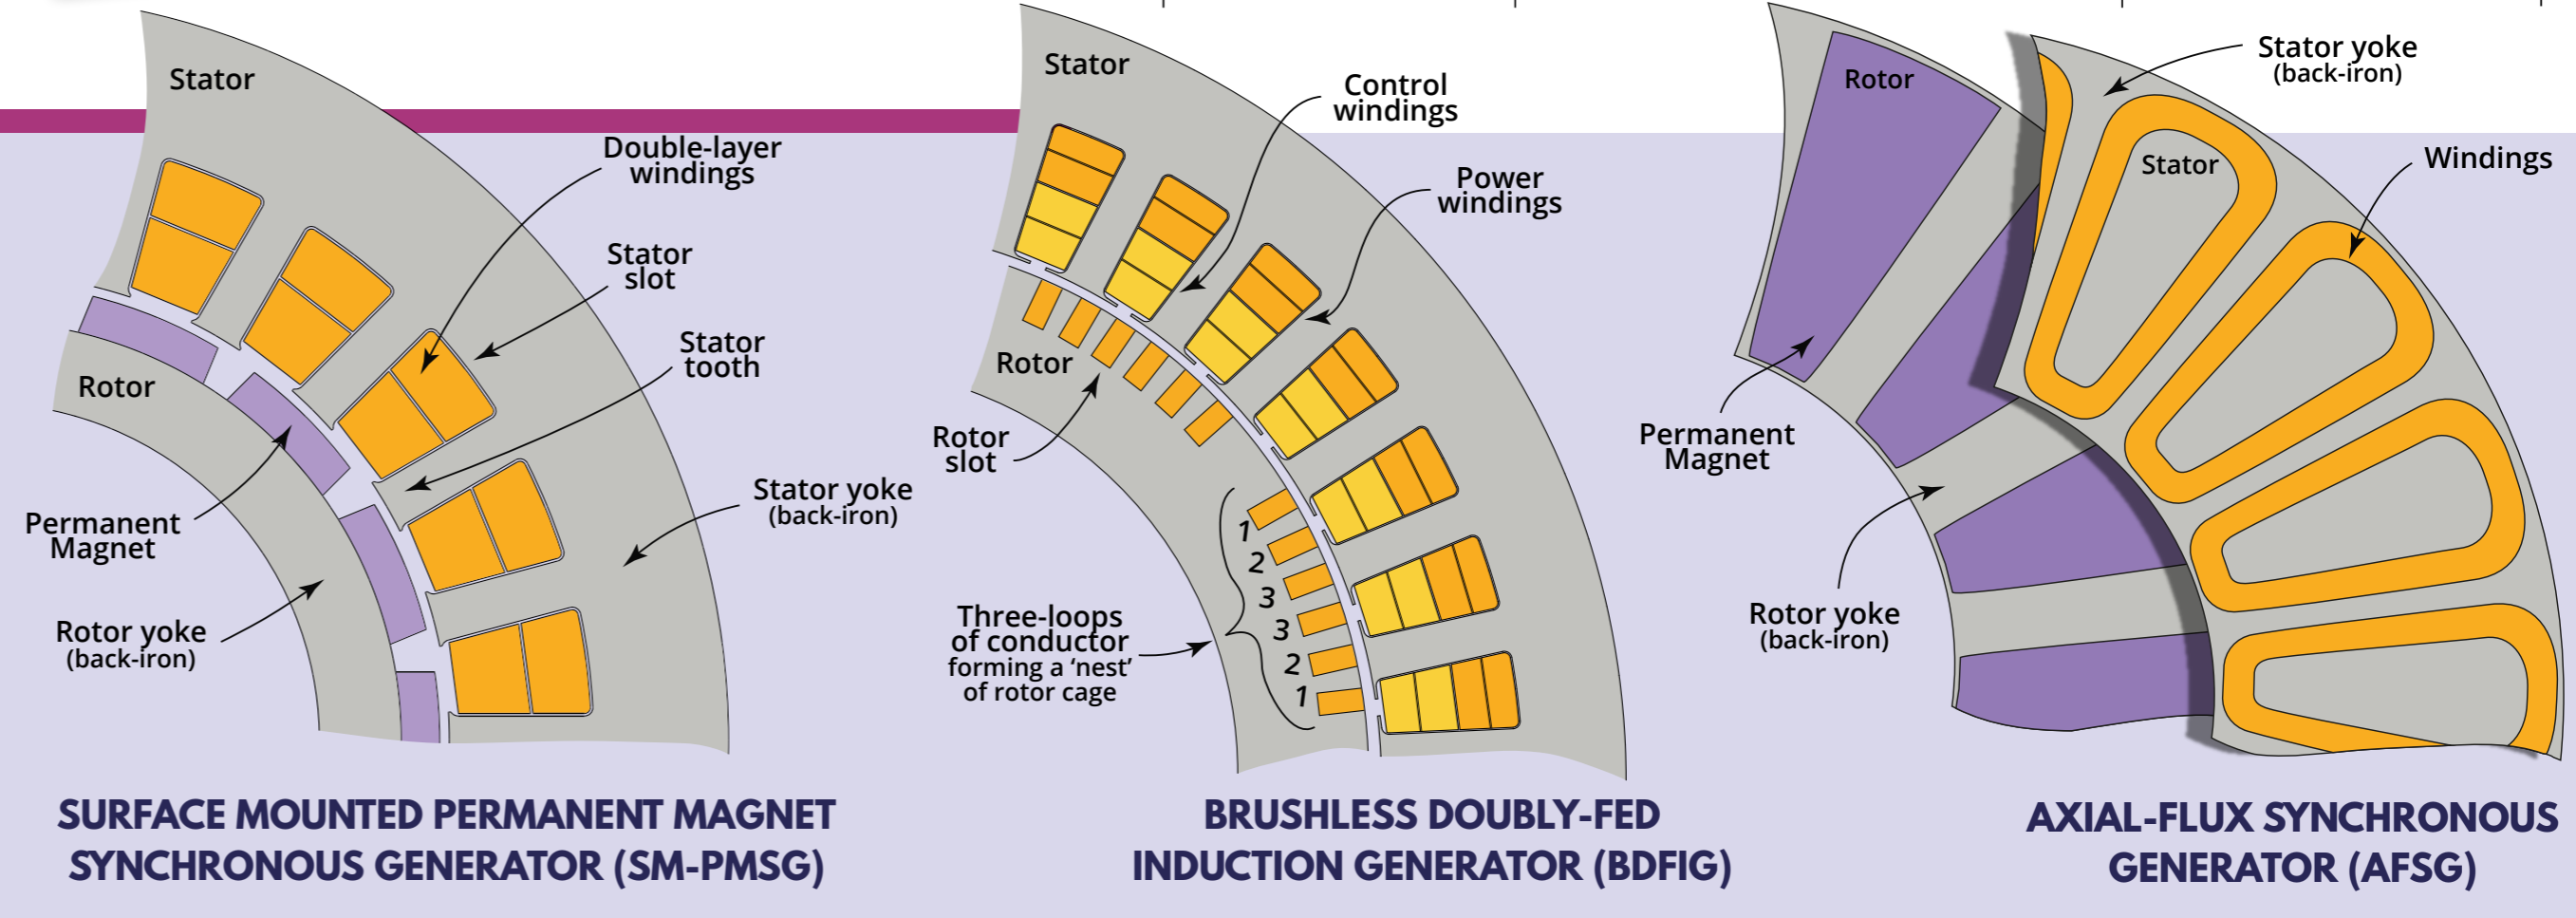 Stator
Double-layer
windings
Stator
slot
Stator
tooth
Rotor
Permanent
Magnet
Stator yoke
(back-iron)
Rotor yoke
(back-iron)
SURFACE MOUNTED PERMANENT MAGNET
SYNCHRONOUS GENERATOR (SM-PMSG)
Stator
Control
windings
Power
windings
Rotor
Rotor
slot
1
2
3
3
2
1
Three-loops
of conductor
forming a ‘nest’
of rotor cage
BRUSHLESS DOUBLY-FED
INDUCTION GENERATOR (BDFIG)
Rotor
Stator yoke
(back-iron)
Stator
Windings
Permanent
Magnet
Rotor yoke
(back-iron)
AXIAL-FLUX SYNCHRONOUS
GENERATOR (AFSG)